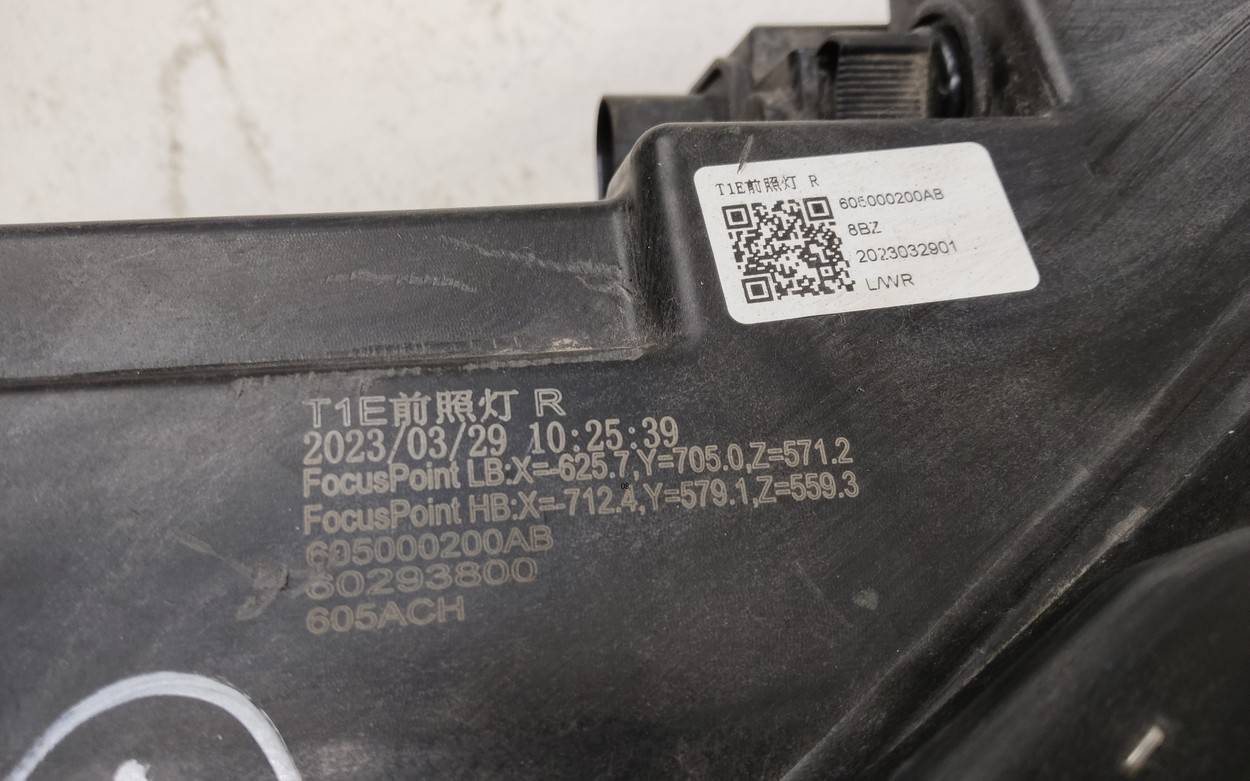 T1E前照灯 R
605000200AB
8BZ
2023032901
L/WR
T1E前照灯 R
2023/03/29 10:25:39
FocusPoint LB:X=-625.7,Y=705.0,Z=571.2
FocusPoint HB:X=-712.4,Y=579.1,Z=559.3
605000200AB
60293800
605ACH